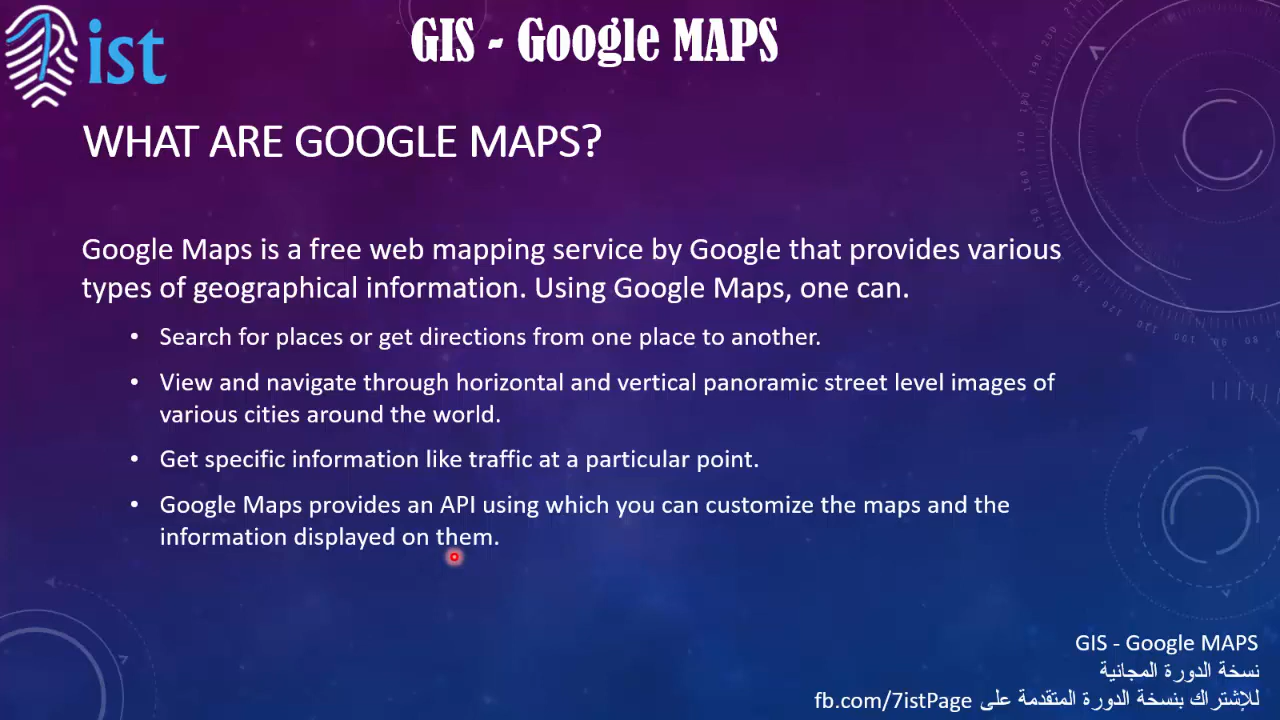 7ist
GIS - Google MAPS
WHAT ARE GOOGLE MAPS?
Google Maps is a free web mapping service by Google that provides various
types of geographical information. Using Google Maps, one can.
• Search for places or get directions from one place to another.
• View and navigate through horizontal and vertical panoramic street level images of
various cities around the world.
• Get specific information like traffic at a particular point.
• Google Maps provides an API using which you can customize the maps and the
information displayed on them.
GIS - Google MAPS
نسخة الدورة المجانية
للإشتراك بنسخة الدورة المتقدمة على fb.com/7istPage